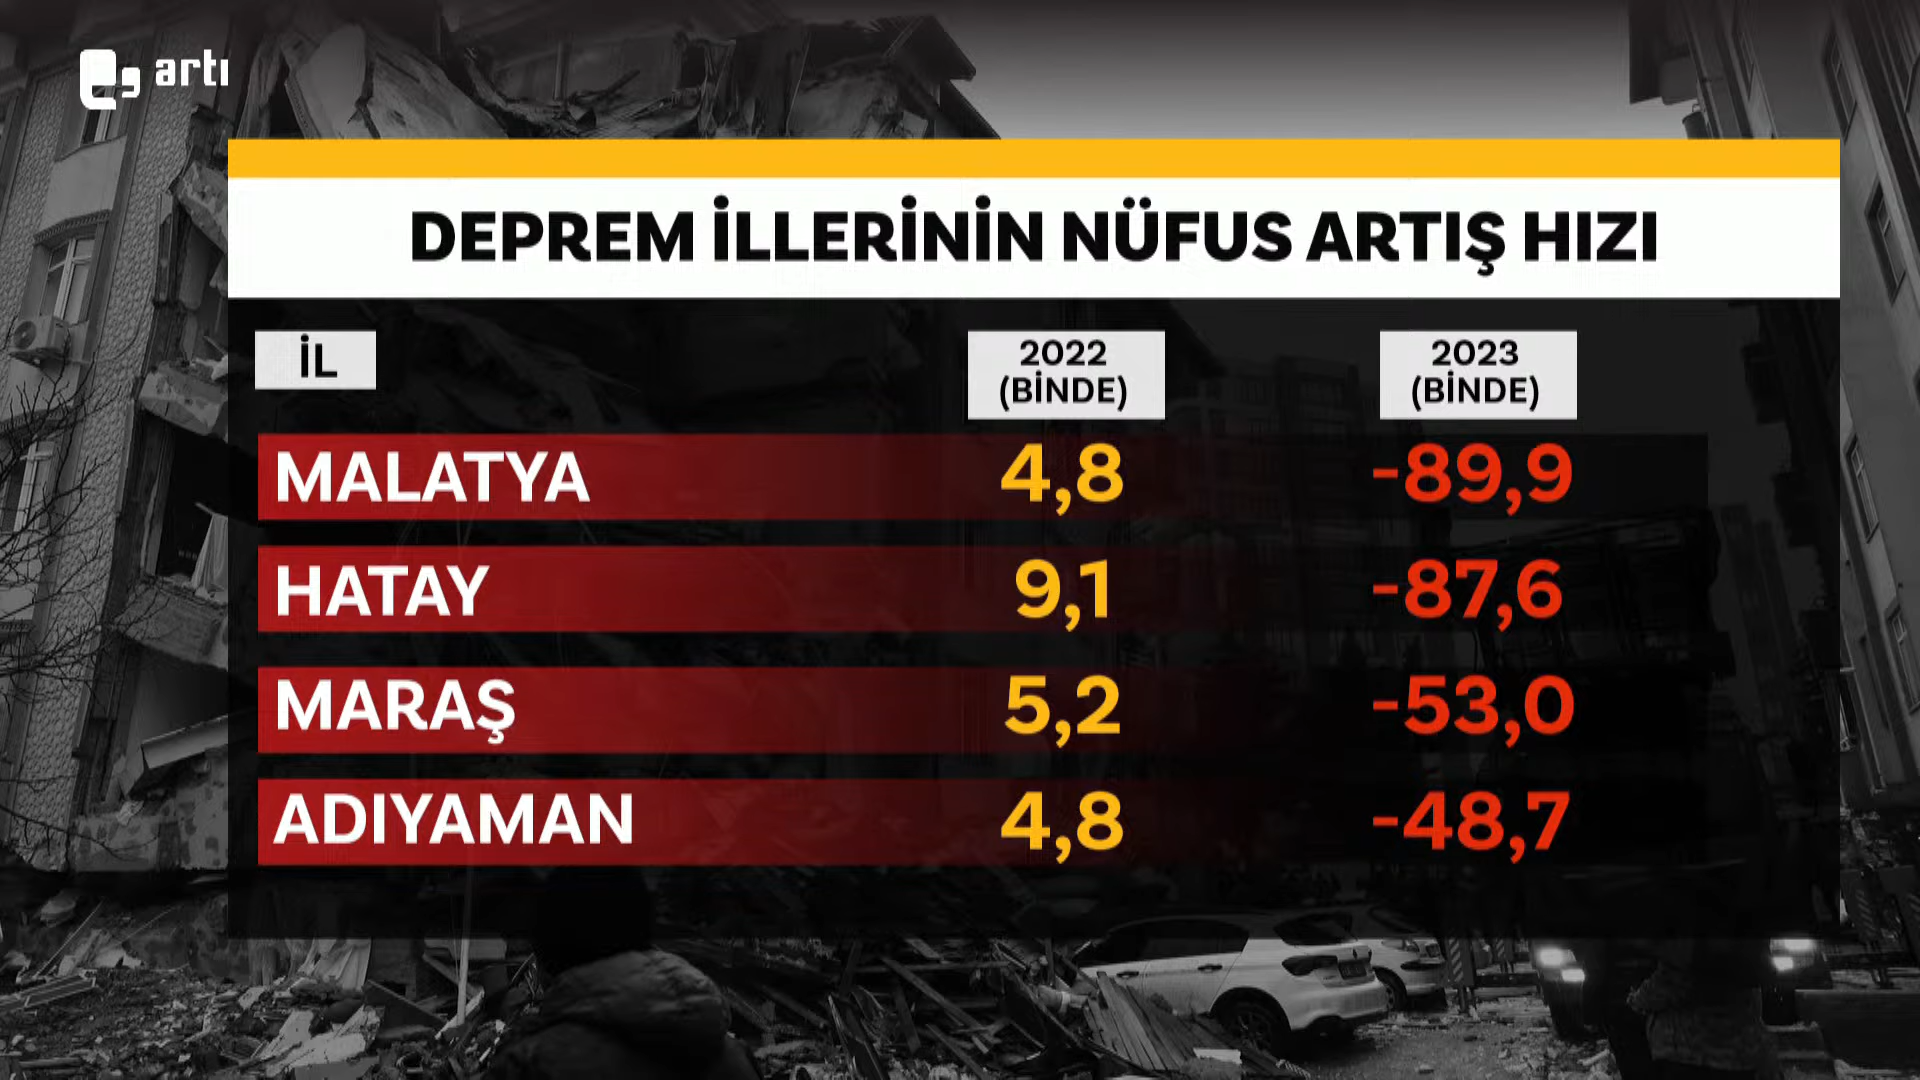 artı
DEPREM İLLERİNİN NÜFUS ARTIŞ HIZI
İL
2022
(BİNDE)
2023
(BİNDE)
MALATYA 4,8 -89,9
HATAY 9,1 -87,6
MARAŞ 5,2 -53,0
ADIYAMAN 4,8 -48,7